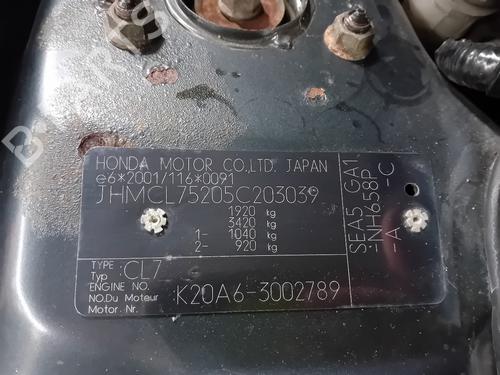 HONDA MOTOR CO.,LTD. JAPAN
e6*2001/116*0091
JHMCL75205C203039
1920 kg
3420 kg
1- 1040 kg
2- 920 kg
TYPE
Typ : CL7
ENGINE NO.
NO.Du Moteur
Motor. Nr.
K20A6-3002789
SEA5 GA1
-NH658P -C
-A